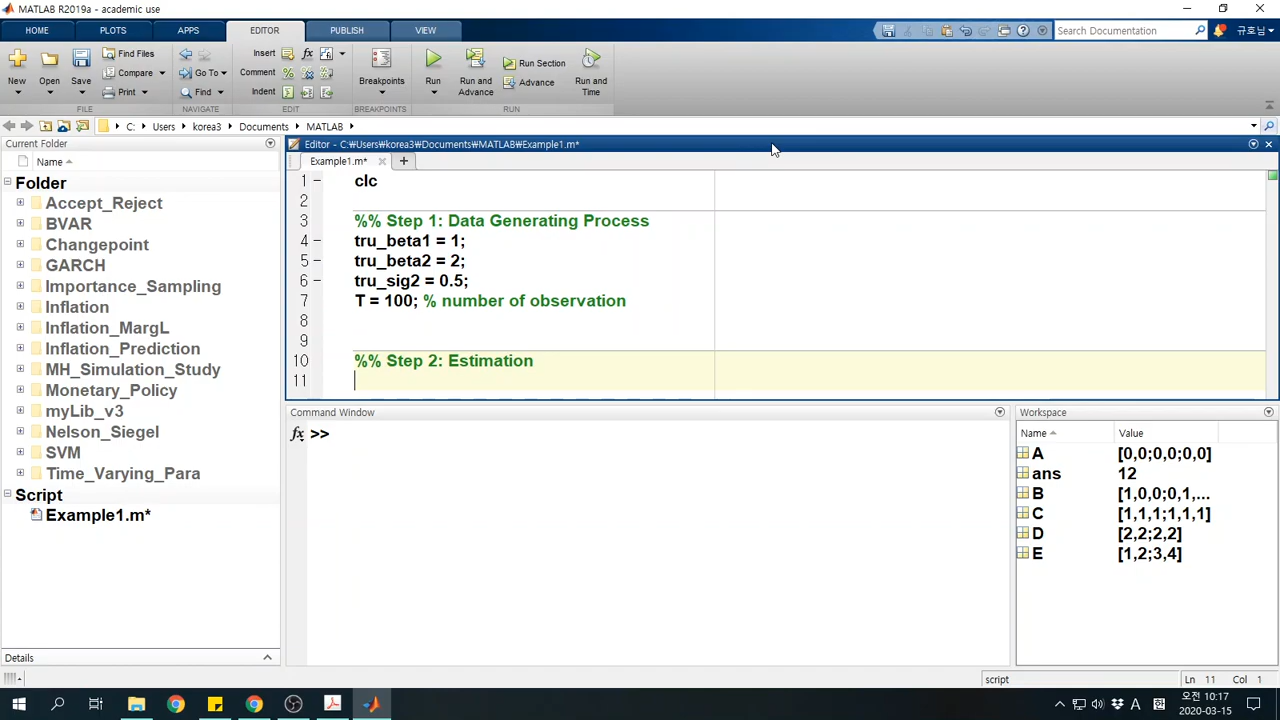 MATLAB R2019a - academic use
HOME PLOTS APPS EDITOR PUBLISH VIEW
Search Documentation
규호님
New Open Save
Find Files
Compare
Print
Go To
Find
Insert
Comment
Indent
fx
Breakpoints
Run
Run and Advance
Run Section
Advance
Run and Time
FILE NAVIGATE EDIT BREAKPOINTS RUN
C: Users korea3 Documents MATLAB
Current Folder
Name
Folder
Accept_Reject
BVAR
Changepoint
GARCH
Importance_Sampling
Inflation
Inflation_MargL
Inflation_Prediction
MH_Simulation_Study
Monetary_Policy
myLib_v3
Nelson_Siegel
SVM
Time_Varying_Para
Script
Example1.m*
Details
Editor - C:₩Users₩korea3₩Documents₩MATLAB₩Example1.m*
Example1.m*
1 clc
2
3 %% Step 1: Data Generating Process
4 tru_beta1 = 1;
5 tru_beta2 = 2;
6 tru_sig2 = 0.5;
7 T = 100; % number of observation
8
9
10 %% Step 2: Estimation
11
Command Window
fx >>
Workspace
Name Value
A [0,0;0,0;0,0]
ans 12
B [1,0,0;0,1,...
C [1,1,1;1,1,1]
D [2,2;2,2]
E [1,2;3,4]
script Ln 11 Col 1
A 한
오전 10:17
2020-03-15